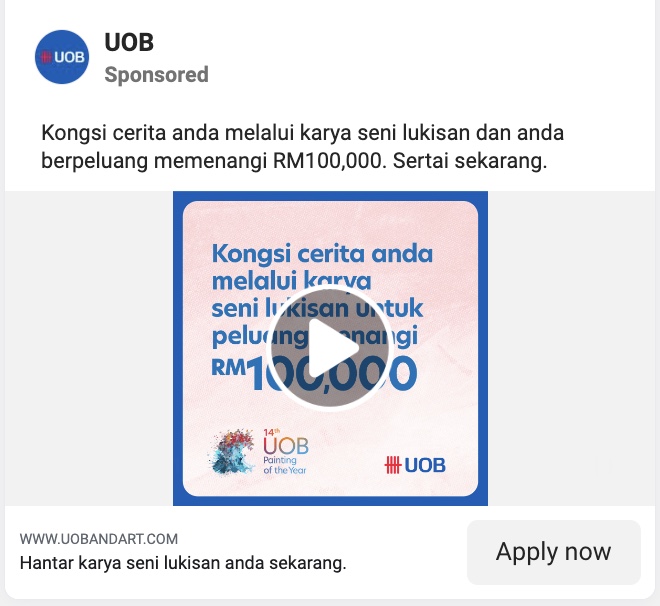 UOB
UOB
Sponsored
Kongsi cerita anda melalui karya seni lukisan dan anda
berpeluang memenangi RM100,000. Sertai sekarang.
Kongsi cerita anda
melalui karya
seni lukisan untuk
peluang menangi
RM100,000
14th
UOB
Painting
of the Year
UOB
WWW.UOBANDART.COM
Hantar karya seni lukisan anda sekarang.
Apply now